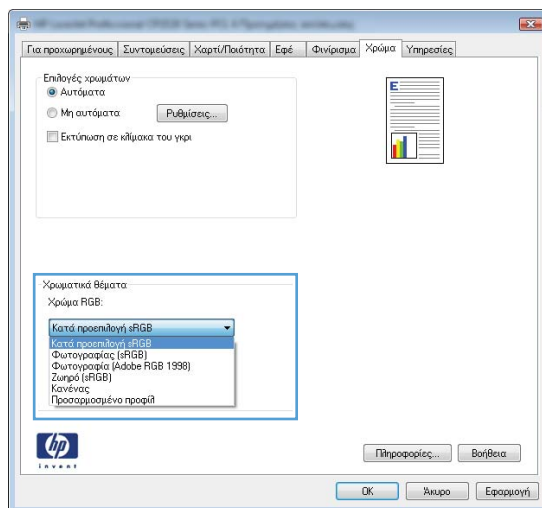 Για προχωρημένους Συντομεύσεις Χαρτί/Ποιότητα Εφέ Φινίρισμα Χρώμα Υπηρεσίες
Επιλογές χρωμάτων
Αυτόματα
Μη αυτόματα Ρυθμίσεις...
Εκτύπωση σε κλίμακα του γκρι
E
Χρωματικά θέματα
Χρώμα RGB:
Κατά προεπιλογή sRGB
Κατά προεπιλογή sRGB
Φωτογραφίας (sRGB)
Φωτογραφία (Adobe RGB 1998)
Ζωηρό (sRGB)
Κανένας
Προσαρμοσμένο προφίλ
hp
invent
Πληροφορίες... Βοήθεια
OK Άκυρο Εφαρμογή